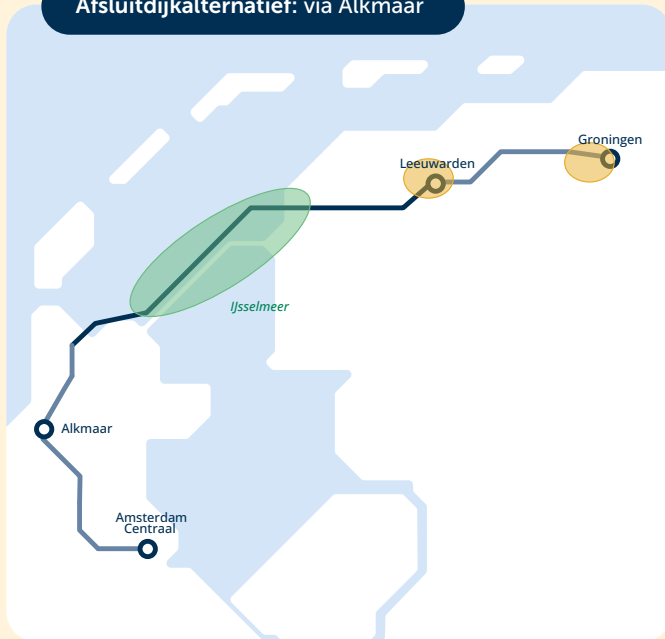 Afsluitdijkalternatief: via Alkmaar
Groningen
Leeuwarden
IJsselmeer
Alkmaar
Amsterdam
Centraal